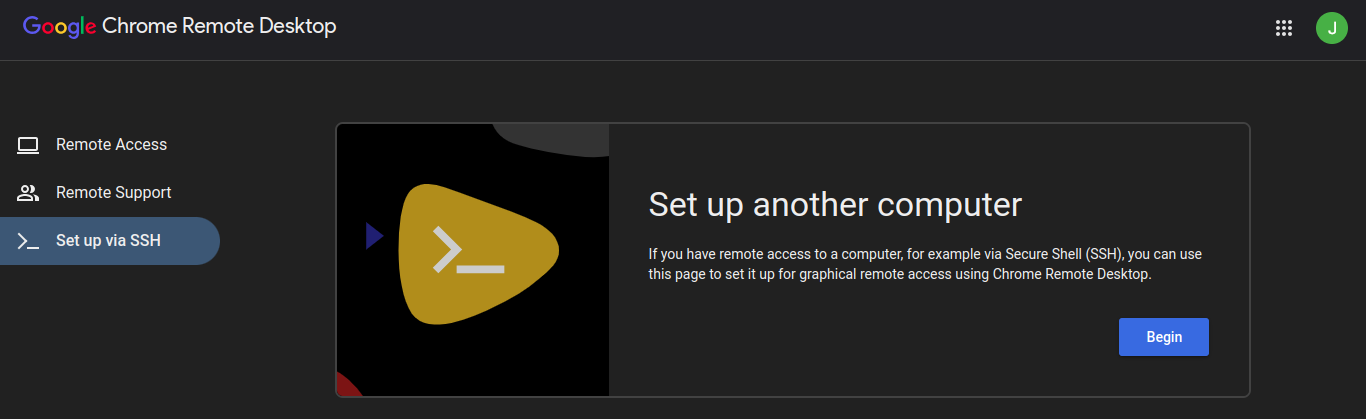 Google Chrome Remote Desktop
J
Remote Access
Remote Support
Set up via SSH
Set up another computer
If you have remote access to a computer, for example via Secure Shell (SSH), you can use
this page to set it up for graphical remote access using Chrome Remote Desktop.
Begin